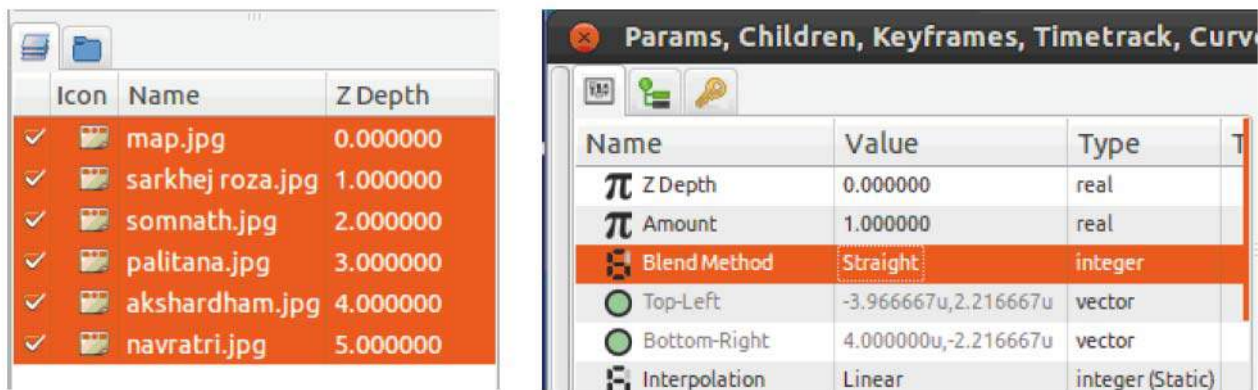 Icon Name Z Depth
map.jpg 0.000000
sarkhej roza.jpg 1.000000
somnath.jpg 2.000000
palitana.jpg 3.000000
akshardham.jpg 4.000000
navratri.jpg 5.000000
Params, Children, Keyframes, Timetrack, Curv
Name Value Type T
π Z Depth 0.000000 real
π Amount 1.000000 real
Blend Method Straight integer
Top-Left -3.966667u,2.216667u vector
Bottom-Right 4.000000u,-2.216667u vector
Interpolation Linear integer (Static)